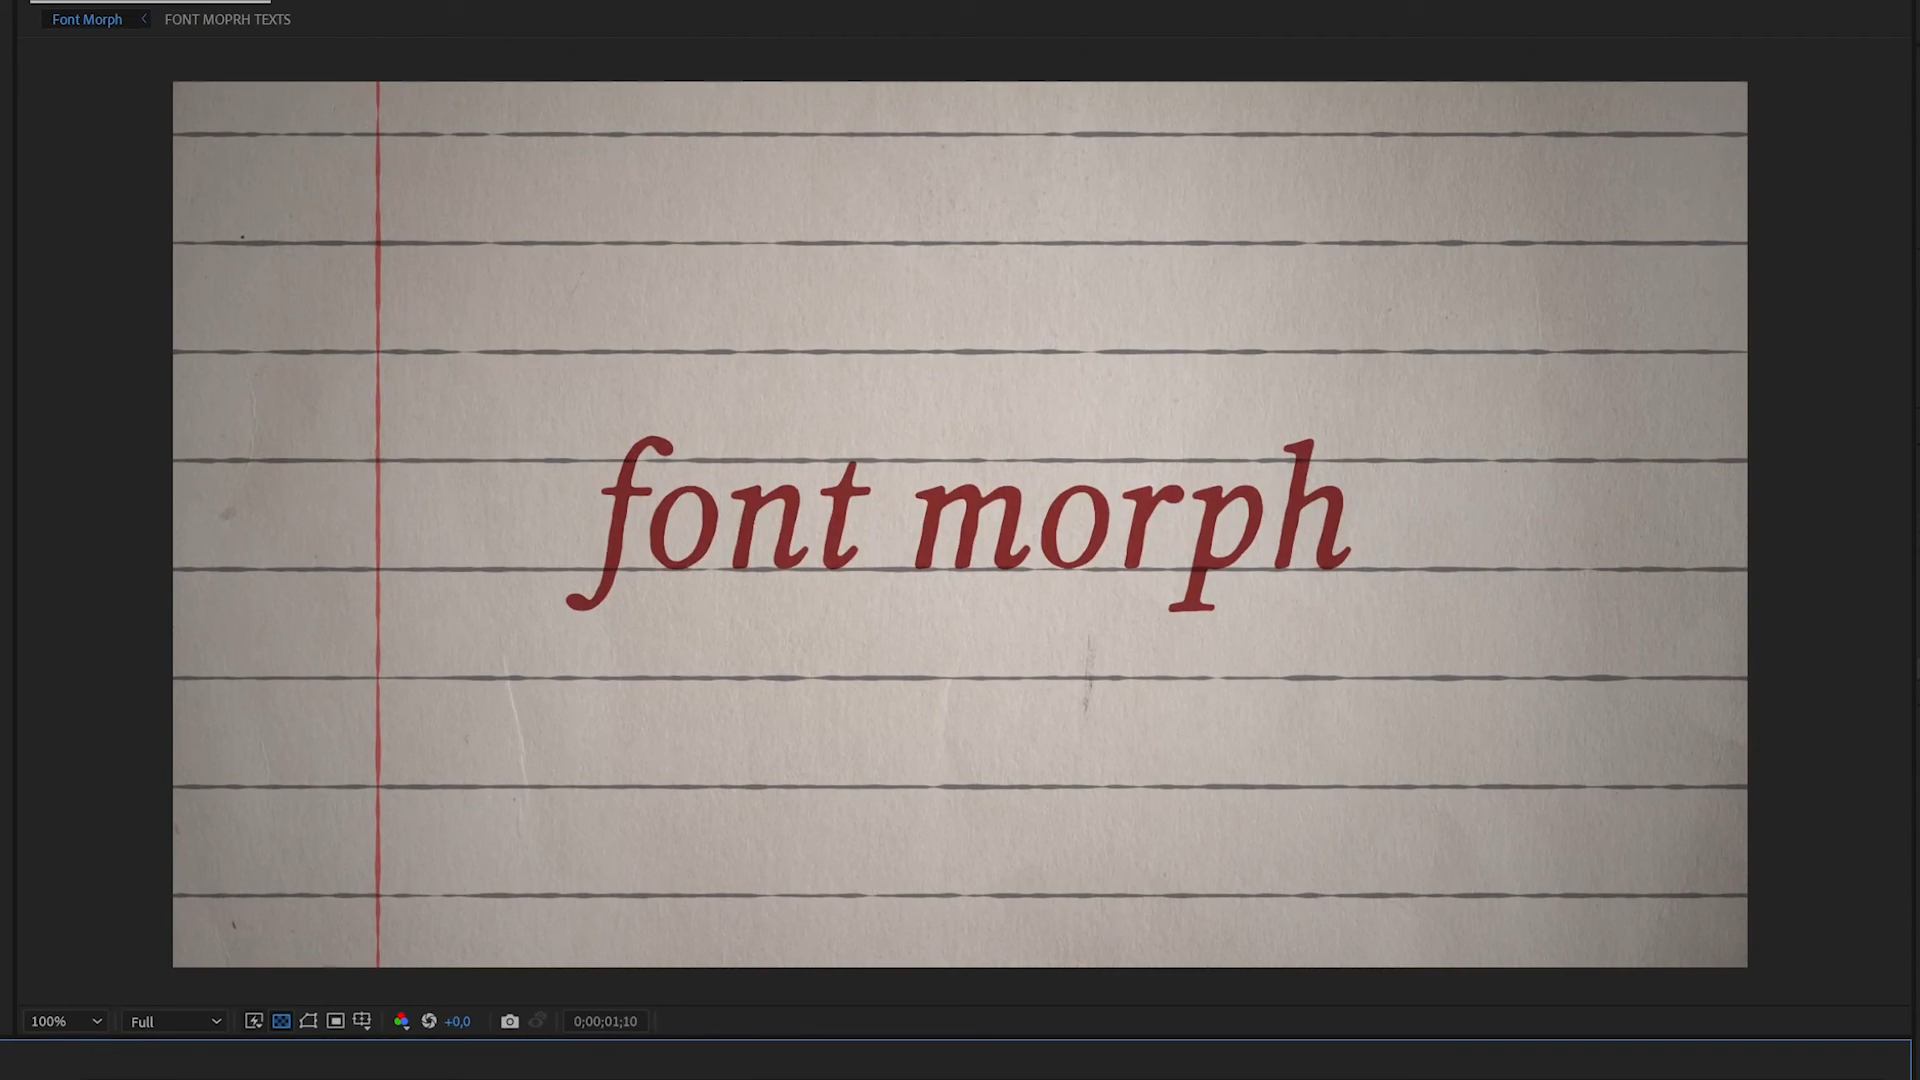 Font Morph
FONT MOPRH TEXTS
font morph
100%
Full
+0,0
0;00;01;10